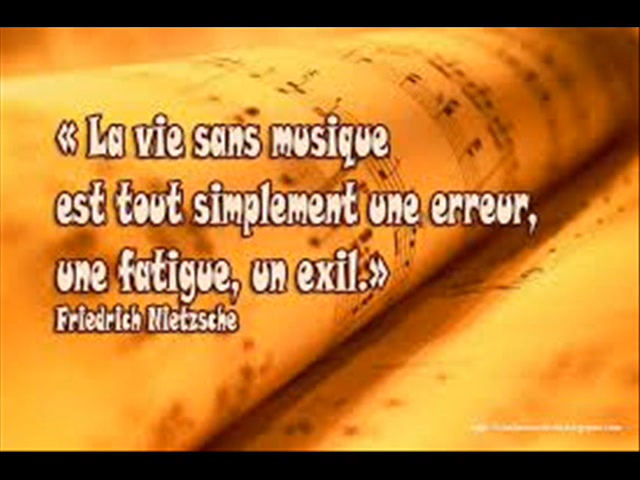 « La vie sans musique
est tout simplement une erreur,
une fatigue, un exil.»
Friedrich Nietzsche